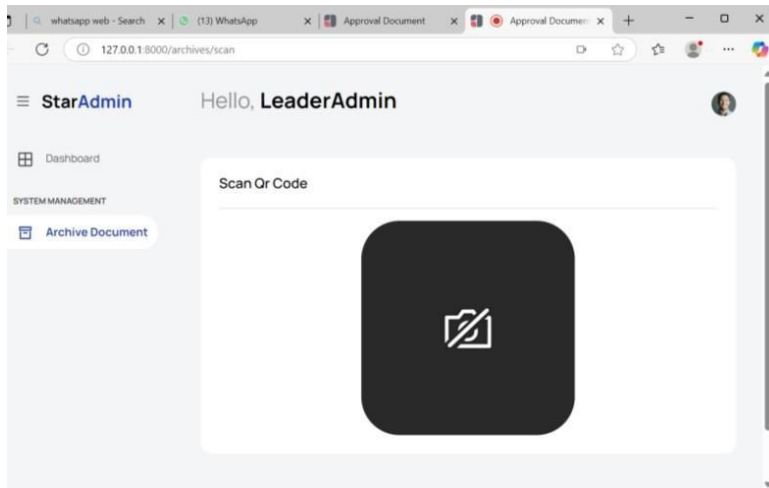 whatsapp web - Search
(13) WhatsApp
Approval Document
Approval Documen
127.0.0.1:8000/archives/scan
StarAdmin
Hello, LeaderAdmin
Dashboard
Scan Qr Code
SYSTEM MANAGEMENT
Archive Document